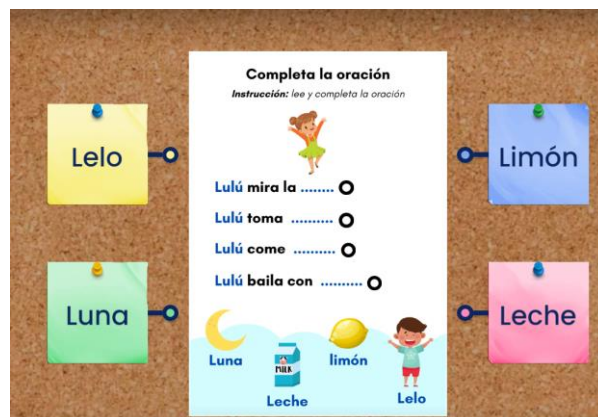 Completa la oración
Instrucción: lee y completa la oración
Lelo
Limón
Lulú mira la ........
Lulú toma ..........
Lulú come ..........
Lulú baila con ..........
Luna
Leche
Luna
limón
MILK
Leche
Lelo